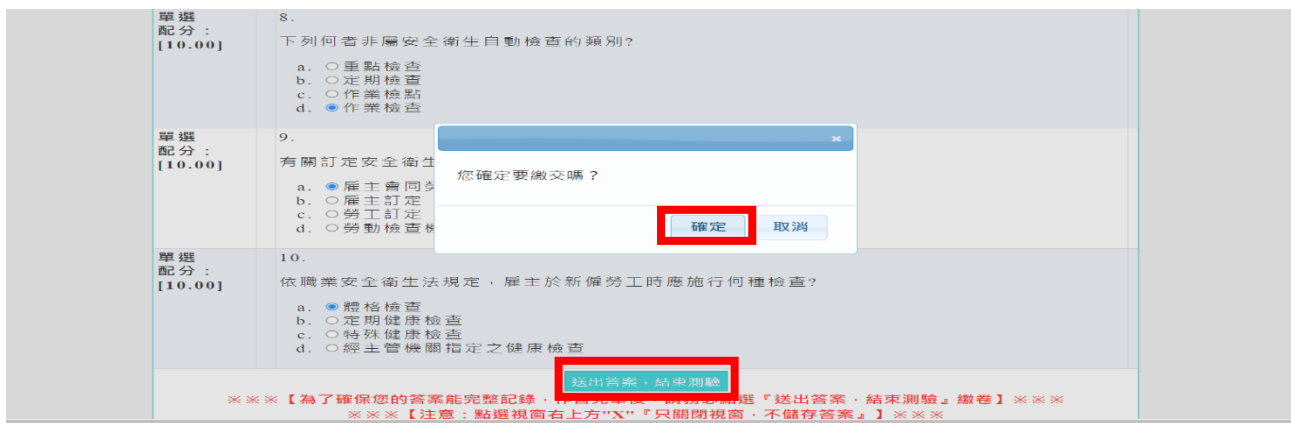 單選
配分：
[10.00]
8.
下列何者非屬安全衛生自動檢查的類別?
a. ○重點檢查
b. ○定期檢查
c. ○作業檢點
d. ◉作業檢查
單選
配分：
[10.00]
9.
有關訂定安全衛生
a. ◉雇主會同勞
b. ○雇主訂定
c. ○勞工訂定
d. ○勞動檢查機
×
您確定要繳交嗎？
確定
取消
單選
配分：
[10.00]
10.
依職業安全衛生法規定，雇主於新僱勞工時應施行何種檢查?
a. ◉體格檢查
b. ○定期健康檢查
c. ○特殊健康檢查
d. ○經主管機關指定之健康檢查
送出答案，結束測驗
※※※【為了確保您的答案能完整記錄，作答完畢後，請務必點選『送出答案，結束測驗』繳卷】※※※
※※※【注意：點選視窗右上方"X"『只關閉視窗，不儲存答案』】※※※